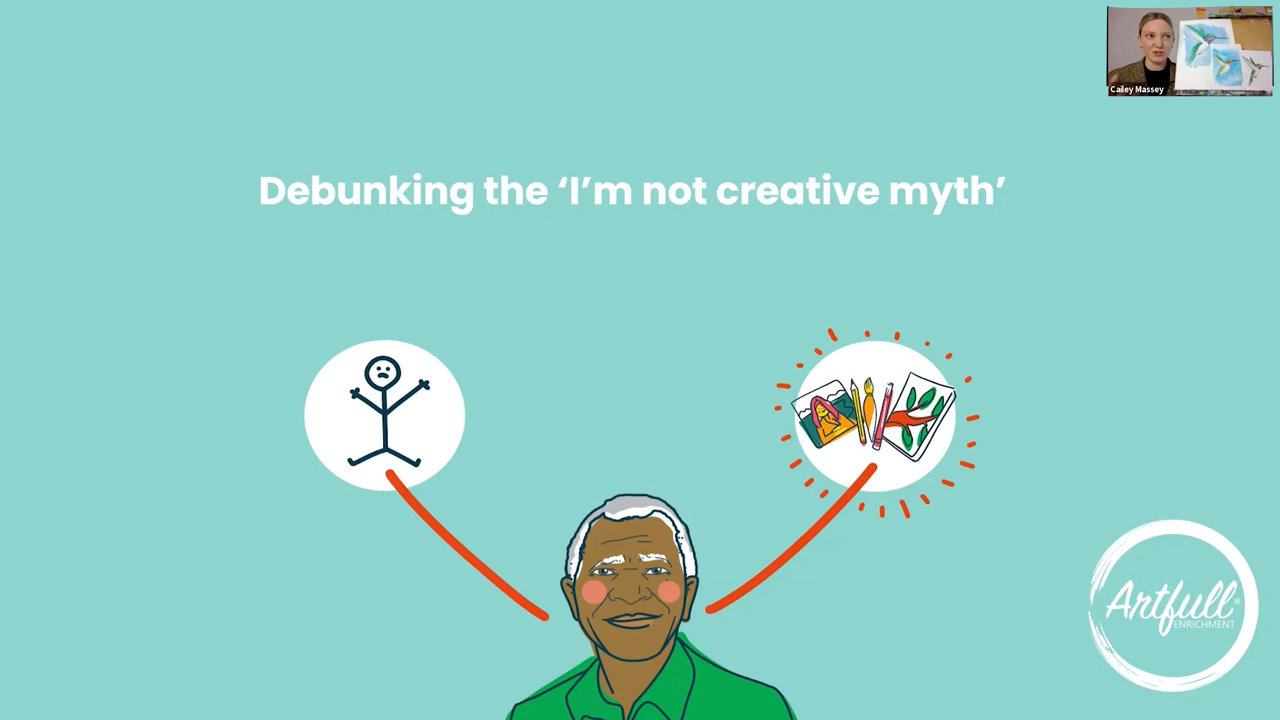 Cailey Massey
Debunking the ‘I’m not creative myth’
Artfull®
ENRICHMENT